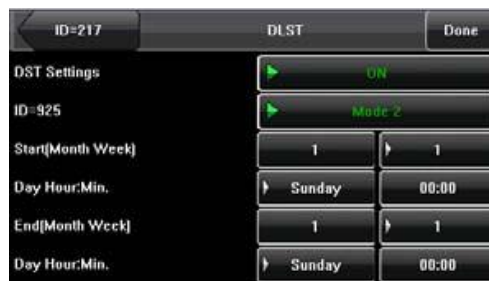 ID=217 DLST Done
DST Settings ON
ID=925 Mode 2
Start(Month Week) 1 1
Day Hour:Min. Sunday 00:00
End(Month Week) 1 1
Day Hour:Min. Sunday 00:00